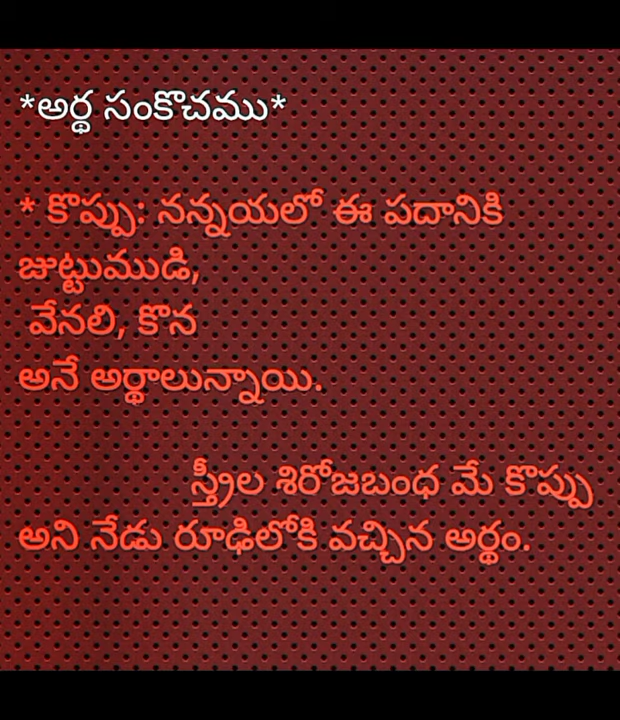 *అర్థ సంకొచము*
* కొప్పు: నన్నయలో ఈ పదానికి
జుట్టుముడి,
వేనలి, కొన
అనే అర్థాలున్నాయి.
స్త్రీల శిరోజబంధ మే కొప్పు
అని నేడు రూఢిలోకి వచ్చిన అర్థం.